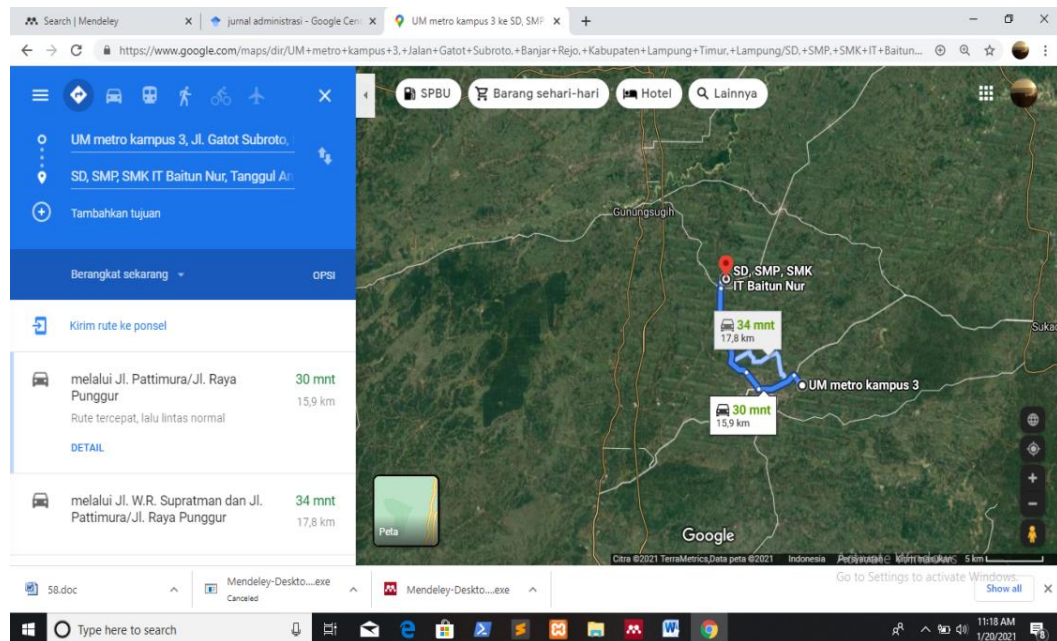 Search | Mendeley
jurnal administrasi - Google Cen
UM metro kampus 3 ke SD, SMP
https://www.google.com/maps/dir/UM+metro+kampus+3,+Jalan+Gatot+Subroto,+Banjar+Rejo,+Kabupaten+Lampung+Timur,+Lampung/SD,+SMP,+SMK+IT+Baitun...
UM metro kampus 3, Jl. Gatot Subroto,
SD, SMP, SMK IT Baitun Nur, Tanggul An
Tambahkan tujuan
Berangkat sekarang
OPSI
Kirim rute ke ponsel
melalui Jl. Pattimura/Jl. Raya
Punggur
30 mnt
15,9 km
Rute tercepat, lalu lintas normal
DETAIL
melalui Jl. W.R. Supratman dan Jl.
Pattimura/Jl. Raya Punggur
34 mnt
17,8 km
SPBU
Barang sehari-hari
Hotel
Lainnya
Gunungsugih
SD, SMP, SMK
IT Baitun Nur
34 mnt
17,8 km
Suka
UM metro kampus 3
30 mnt
15,9 km
Peta
Google
Citra ©2021 TerraMetrics,Data peta ©2021
Indonesia
5 km
Activate Windows
Go to Settings to activate Windows.
58.doc
Mendeley-Deskto....exe
Canceled
Mendeley-Deskto....exe
Show all
Type here to search
11:18 AM
1/20/2021